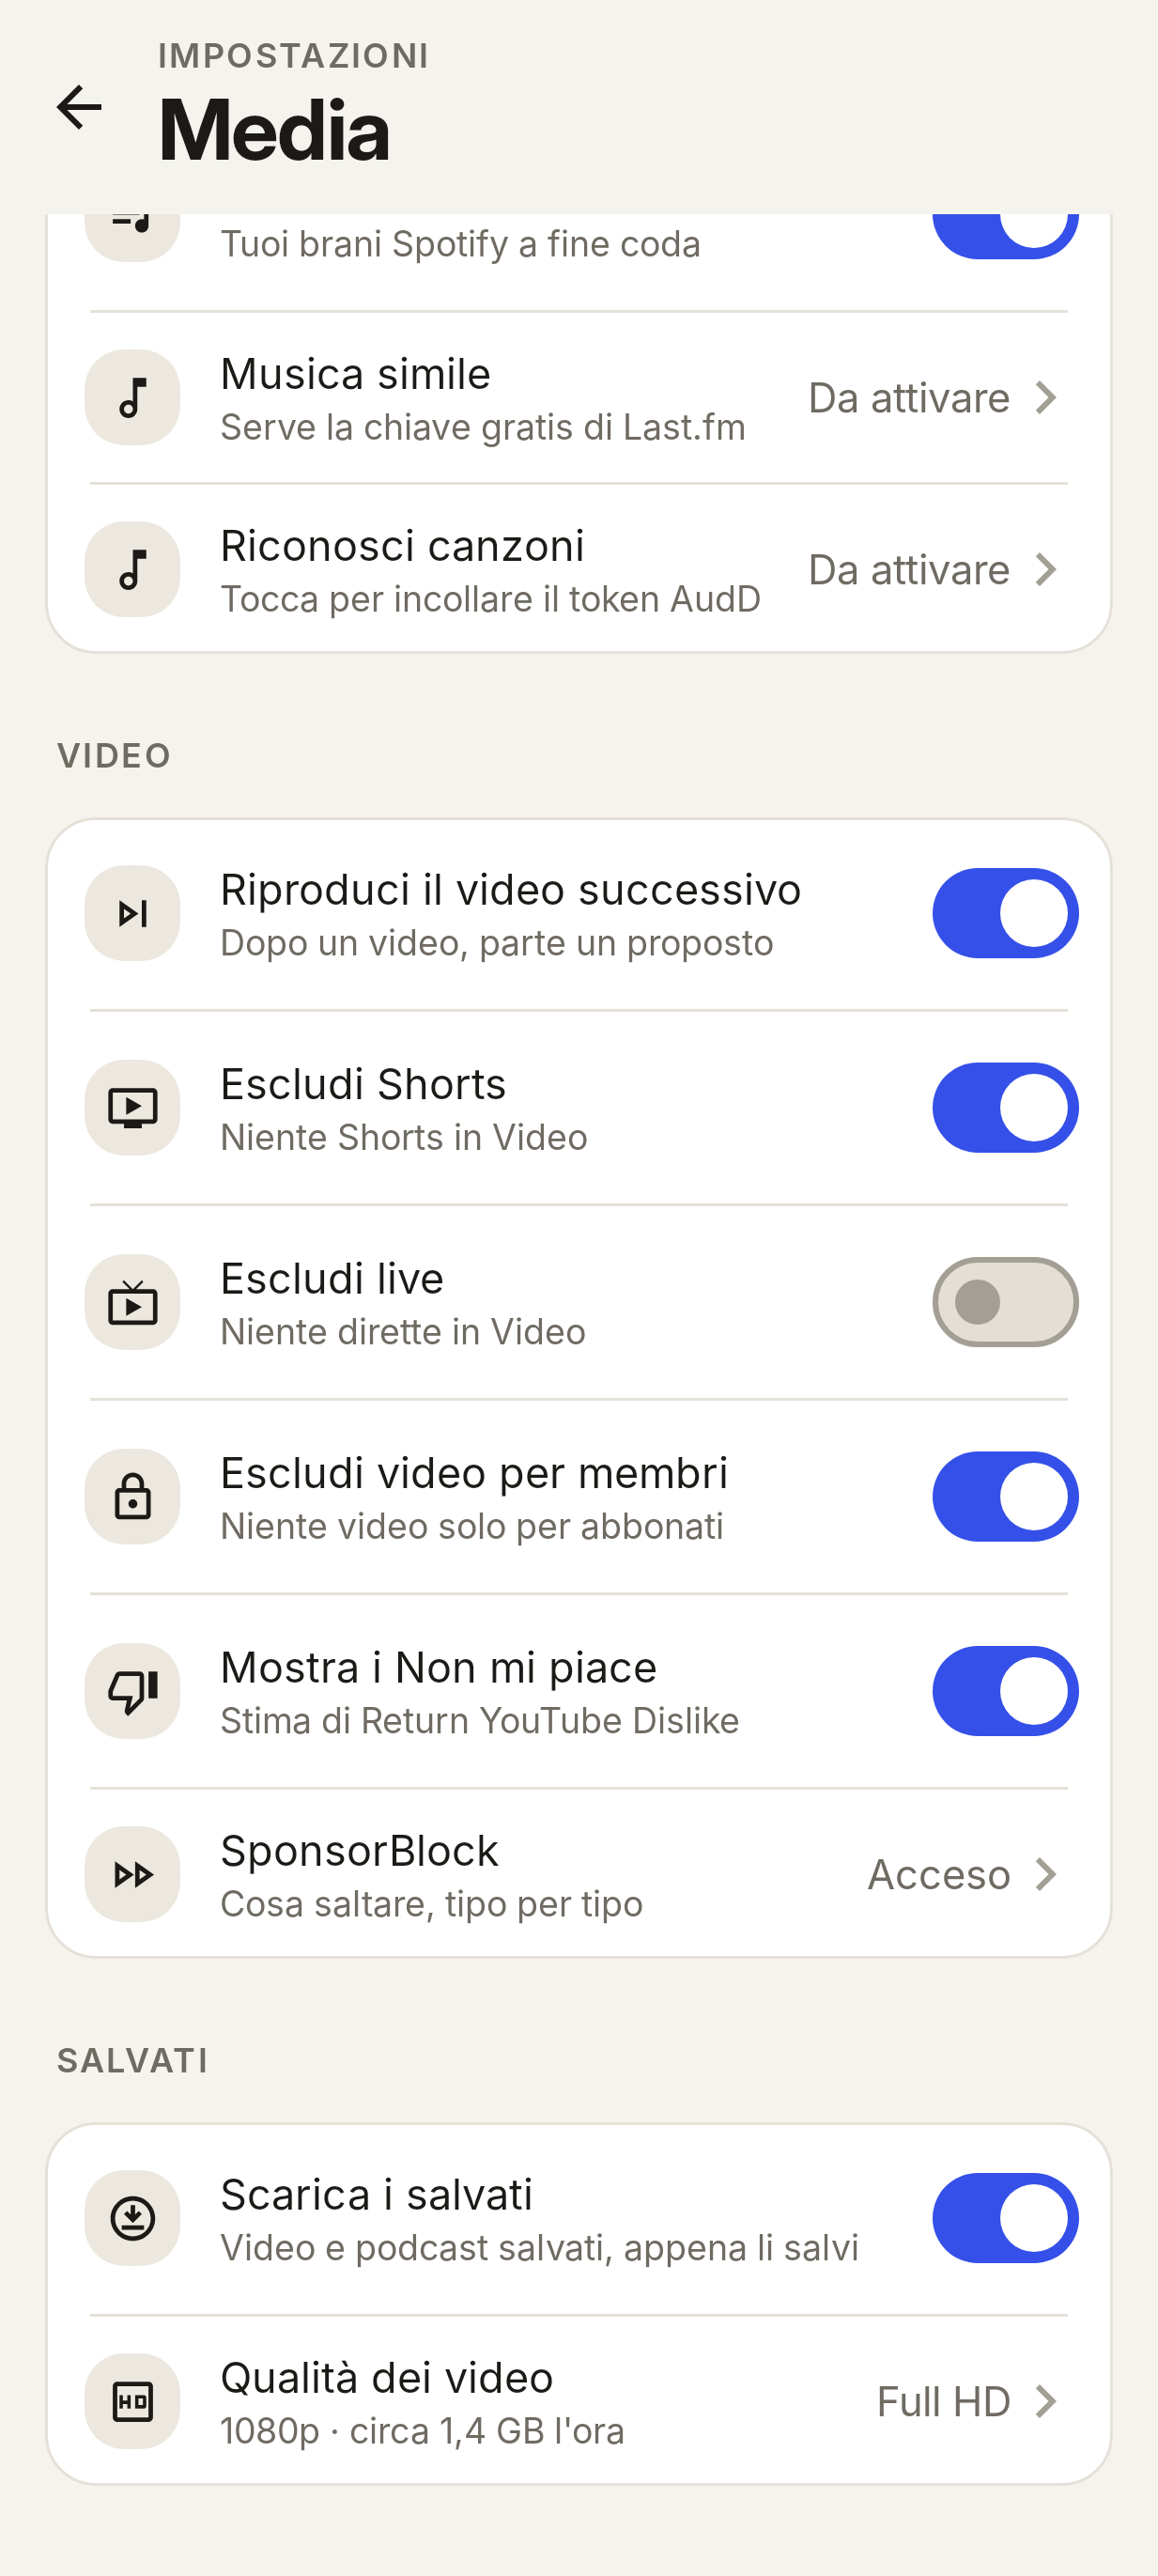 IMPOSTAZIONI
Media
Tuoi brani Spotify a fine coda
Musica simile
Serve la chiave gratis di Last.fm
Da attivare
Riconosci canzoni
Tocca per incollare il token AudD
Da attivare
VIDEO
Riproduci il video successivo
Dopo un video, parte un proposto
Escludi Shorts
Niente Shorts in Video
Escludi live
Niente dirette in Video
Escludi video per membri
Niente video solo per abbonati
Mostra i Non mi piace
Stima di Return YouTube Dislike
SponsorBlock
Cosa saltare, tipo per tipo
Acceso
SALVATI
Scarica i salvati
Video e podcast salvati, appena li salvi
HD
Qualità dei video
1080p · circa 1,4 GB l'ora
Full HD